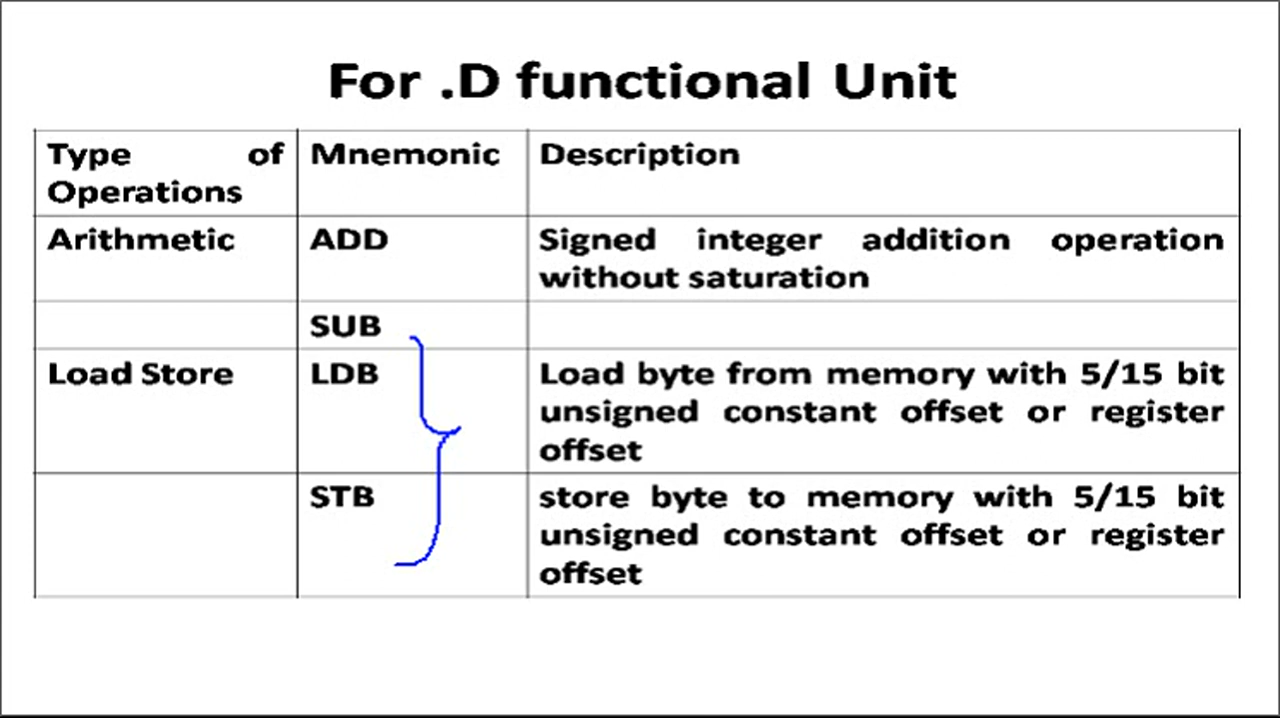 For .D functional Unit
Type of Mnemonic Description
Operations
Arithmetic ADD Signed integer addition operation
without saturation
SUB
Load Store LDB Load byte from memory with 5/15 bit
unsigned constant offset or register
offset
STB store byte to memory with 5/15 bit
unsigned constant offset or register
offset